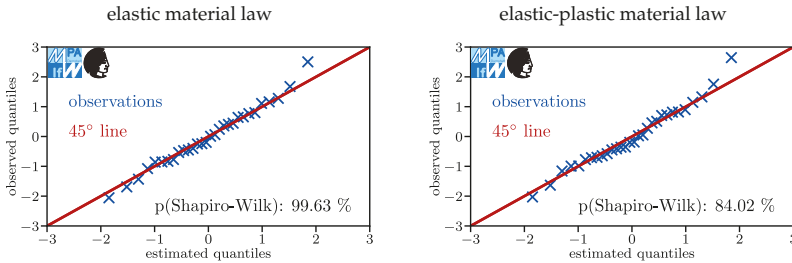 elastic material law
3
2
1
0
−1
−2
−3
observed quantiles
PA
lf
observations
45° line
p(Shapiro-Wilk): 99.63 %
−3 −2 −1 0 1 2 3
estimated quantiles
elastic-plastic material law
3
2
1
0
−1
−2
−3
observed quantiles
PA
lf
observations
45° line
p(Shapiro-Wilk): 84.02 %
−3 −2 −1 0 1 2 3
estimated quantiles